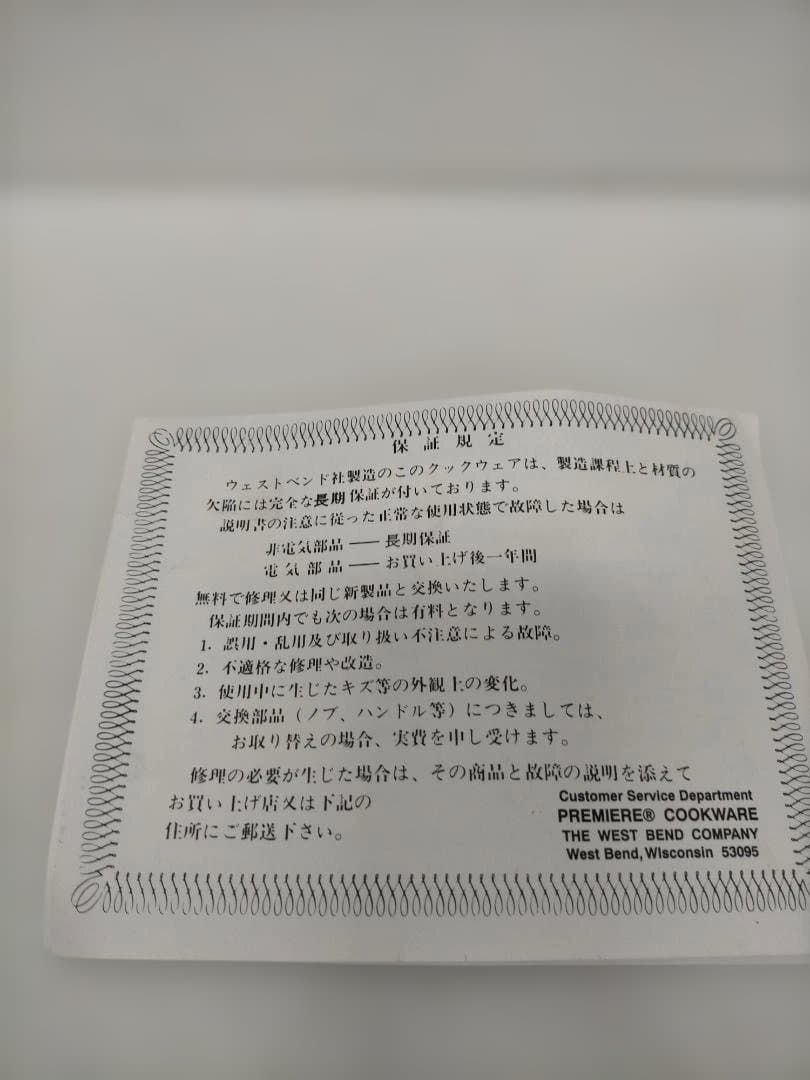 保証規定
ウェストベンド社製造のこのクックウェアは、製造課程上と材質の
欠陥には完全な長期保証が付いております。
説明書の注意に従った正常な使用状態で故障した場合は
非電気部品 ── 長期保証
電気部品 ── お買い上げ後一年間
無料で修理又は同じ新製品と交換いたします。
保証期間内でも次の場合は有料となります。
1. 誤用・乱用及び取り扱い不注意による故障。
2. 不適格な修理や改造。
3. 使用中に生じたキズ等の外観上の変化。
4. 交換部品（ノブ、ハンドル等）につきましては、
お取り替えの場合、実費を申し受けます。
修理の必要が生じた場合は、その商品と故障の説明を添えて
お買い上げ店又は下記の
住所にご郵送下さい。
Customer Service Department
PREMIERE® COOKWARE
THE WEST BEND COMPANY
West Bend, WIsconsin 53095